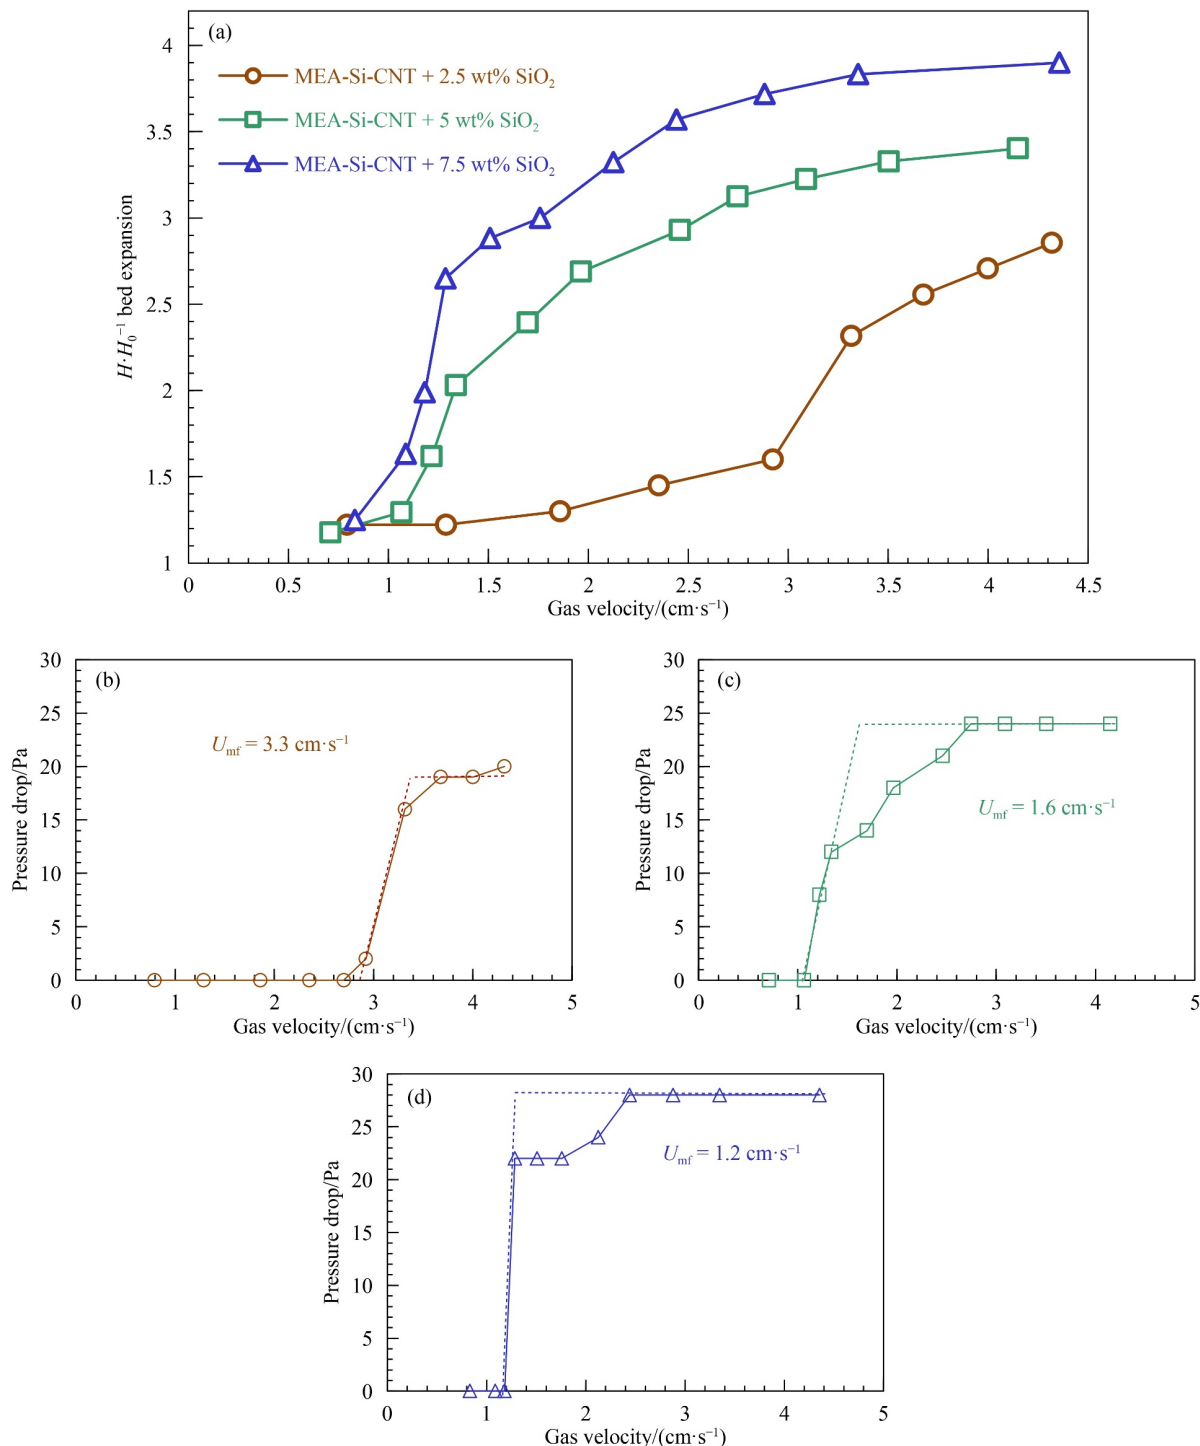 (a)
MEA-Si-CNT + 2.5 wt% SiO₂
MEA-Si-CNT + 5 wt% SiO₂
MEA-Si-CNT + 7.5 wt% SiO₂
H·H₀⁻¹ bed expansion
4
3.5
3
2.5
2
1.5
1
0 0.5 1 1.5 2 2.5 3 3.5 4 4.5
Gas velocity/(cm·s⁻¹)
(b)
Umf = 3.3 cm·s⁻¹
Pressure drop/Pa
30
25
20
15
10
5
0
0 1 2 3 4 5
Gas velocity/(cm·s⁻¹)
(c)
Umf = 1.6 cm·s⁻¹
Pressure drop/Pa
30
25
20
15
10
5
0
0 1 2 3 4 5
Gas velocity/(cm·s⁻¹)
(d)
Umf = 1.2 cm·s⁻¹
Pressure drop/Pa
30
25
20
15
10
5
0
0 1 2 3 4 5
Gas velocity/(cm·s⁻¹)